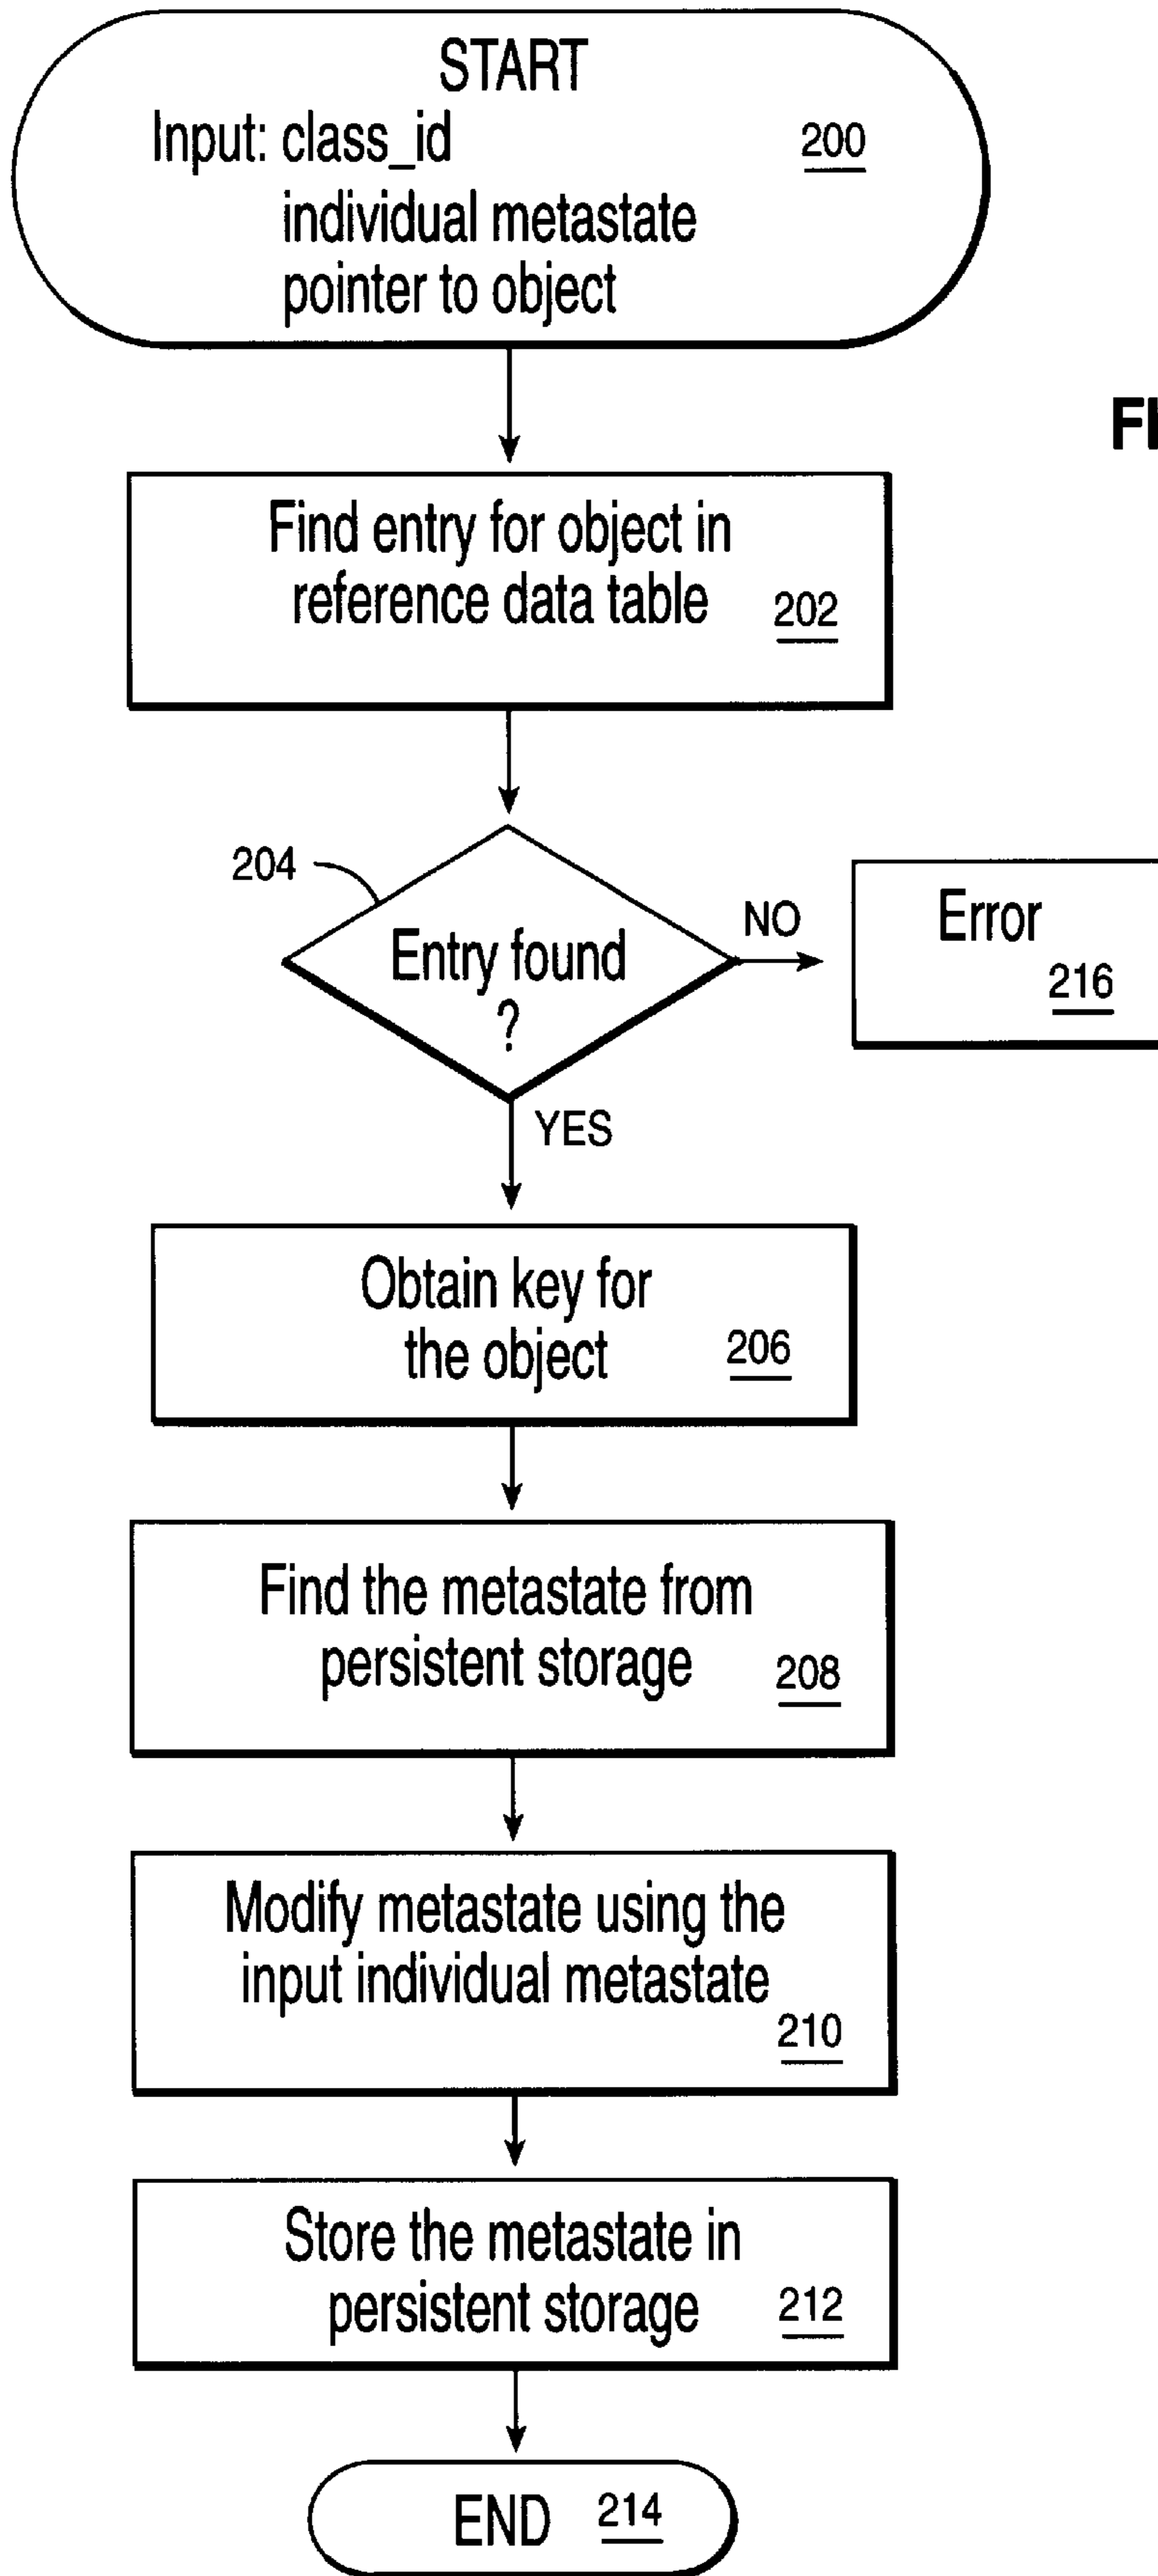 START
Input: class_id
200
individual metastate
pointer to object
Find entry for object in
reference data table
202
204
Entry found
?
NO
Error
216
YES
Obtain key for
the object
206
Find the metastate from
persistent storage
208
Modify metastate using the
input individual metastate
210
Store the metastate in
persistent storage
212
END
214